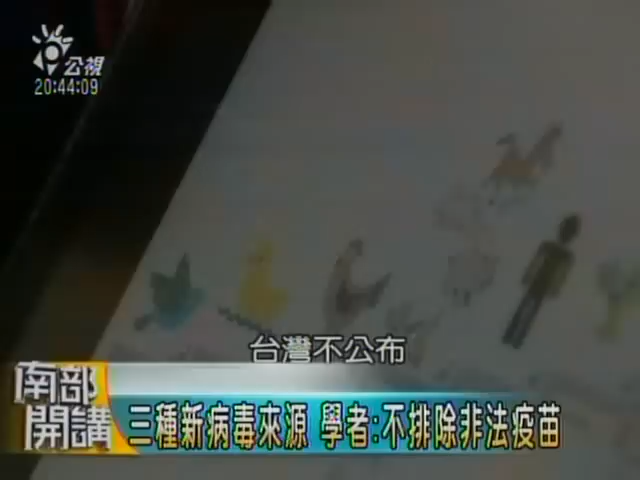 公視
20:44:09
台灣不公布
南部
開講
三種新病毒來源 學者:不排除非法疫苗